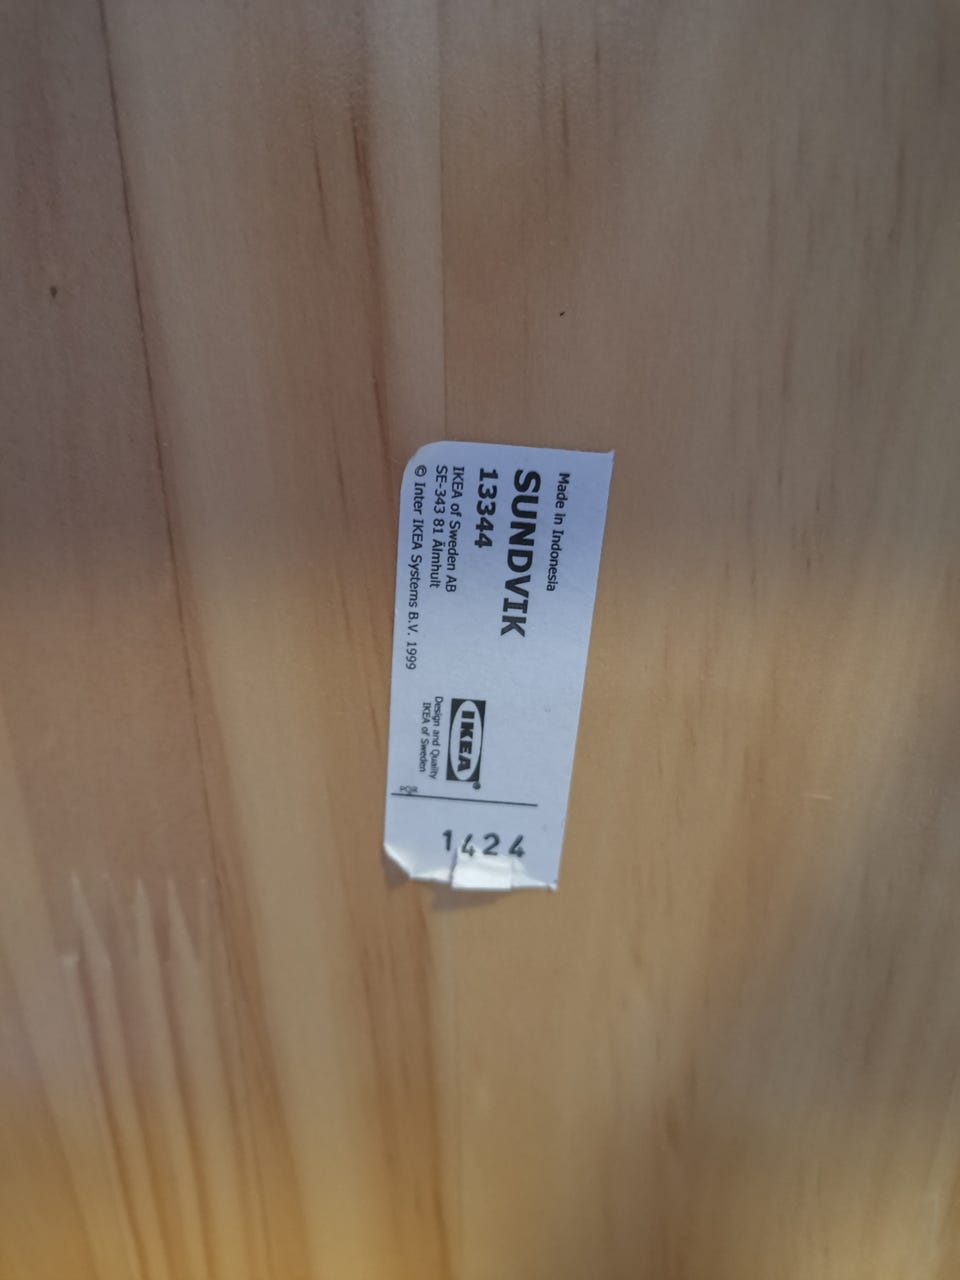 Made in Indonesia
SUNDVIK
13344
IKEA of Sweden AB
SE-343 81 Älmhult
© Inter IKEA Systems B.V. 1999
IKEA®
Design and Quality
IKEA of Sweden
1424